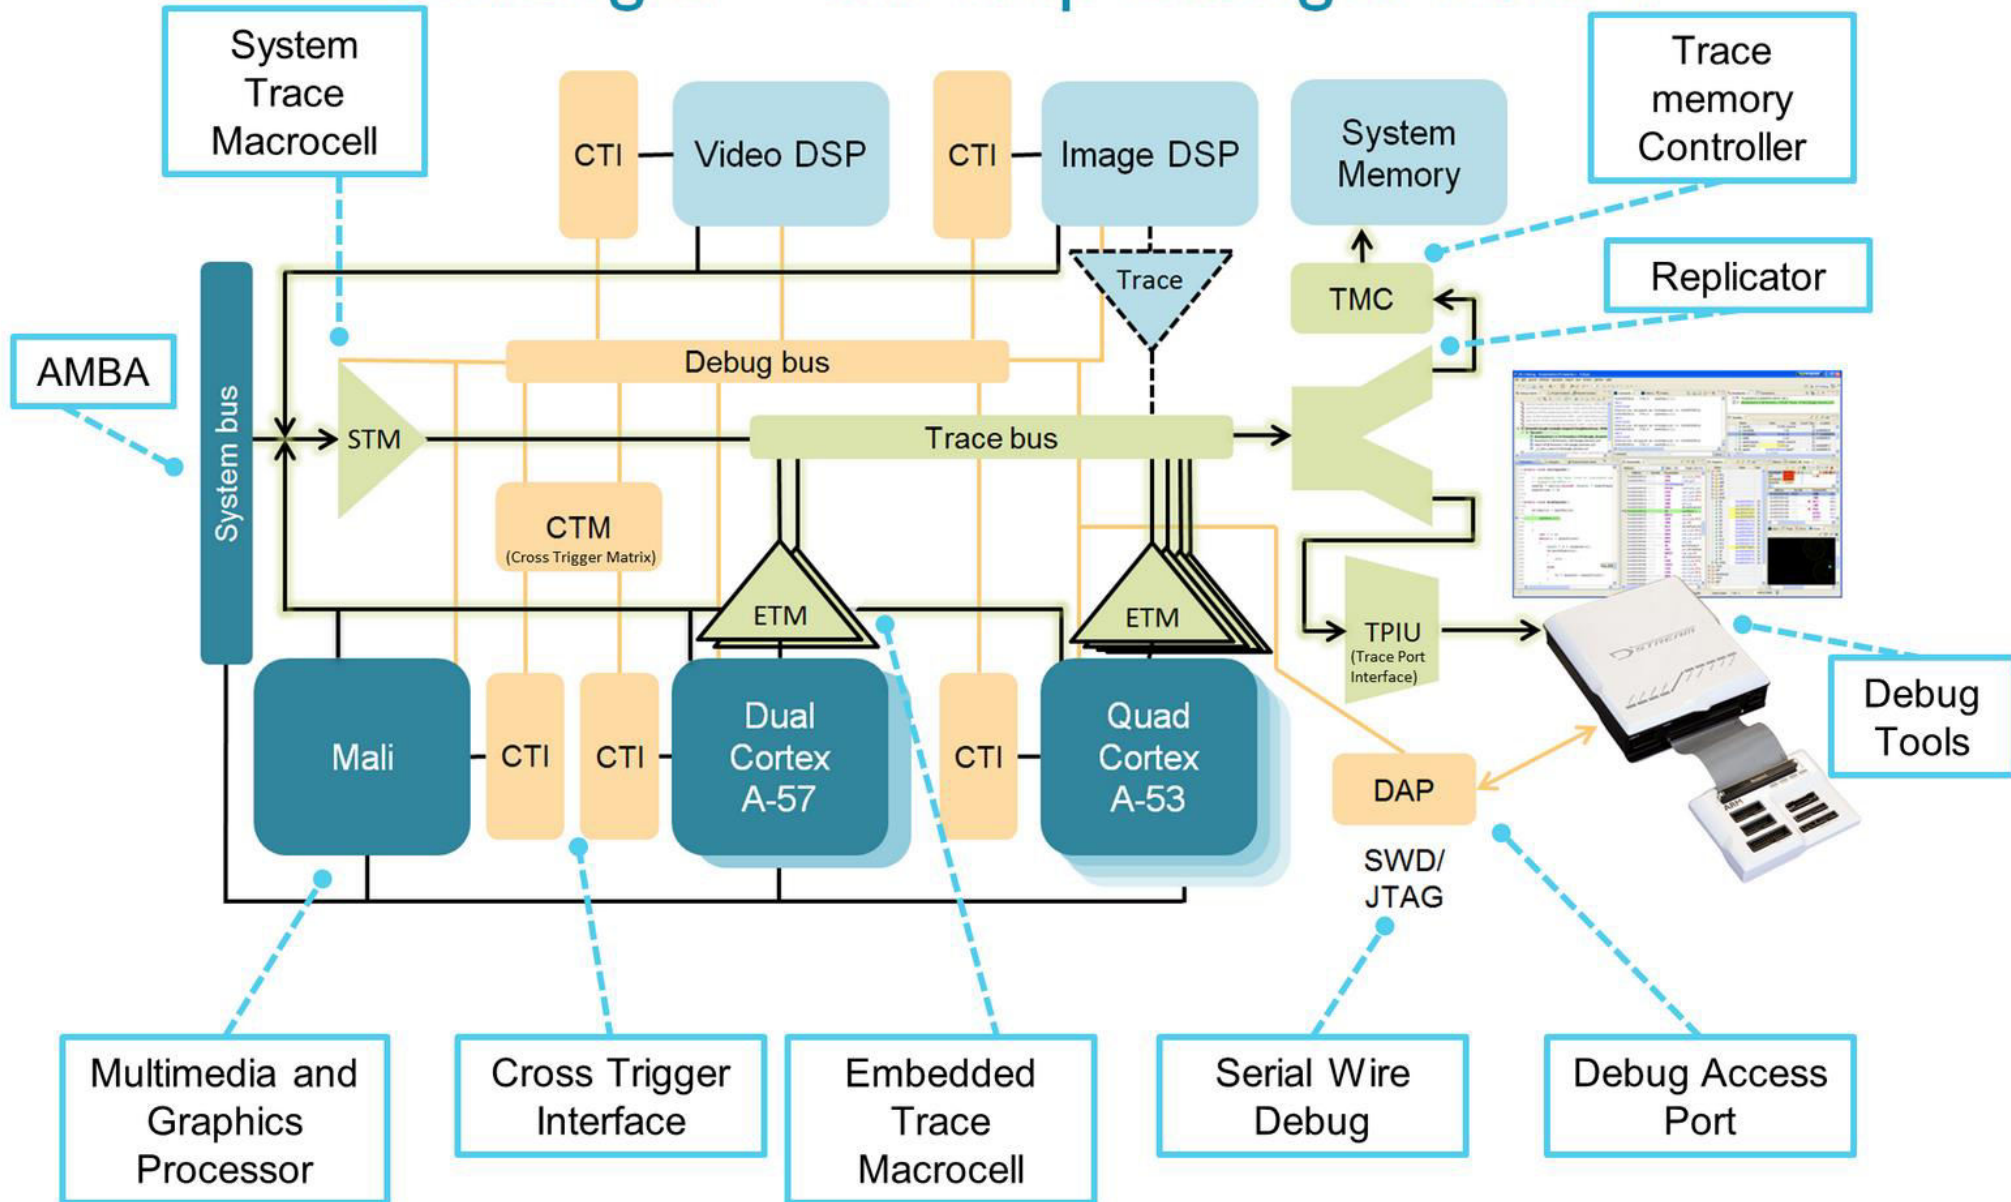 System
Trace
Macrocell
CTI
Video DSP
CTI
Image DSP
System
Memory
Trace
memory
Controller
Trace
TMC
Replicator
AMBA
System bus
Debug bus
STM
Trace bus
CTM
(Cross Trigger Matrix)
ETM
ETM
TPIU
(Trace Port
Interface)
Debug
Tools
Mali
CTI
CTI
Dual
Cortex
A-57
CTI
Quad
Cortex
A-53
DAP
ARM
SWD/
JTAG
Multimedia and
Graphics
Processor
Cross Trigger
Interface
Embedded
Trace
Macrocell
Serial Wire
Debug
Debug Access
Port